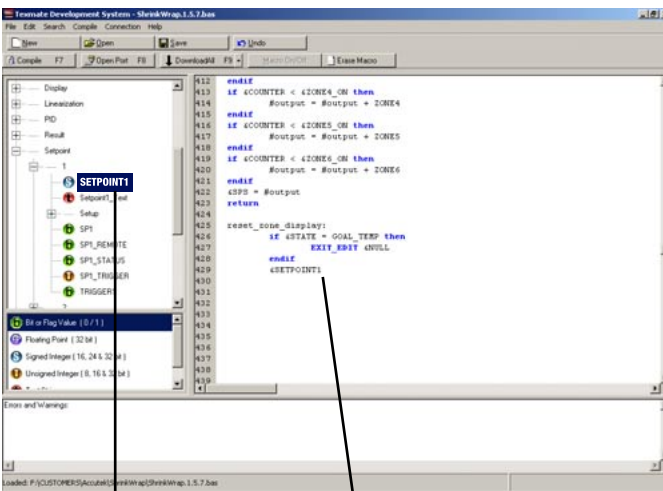 Texmate Development System - ShrinkWrap.1.5.7.bas
File Edit Search Compile Connection Help
New Open Save Undo
Compile F7 Open Port F8 Download/All F9 Macro On/Off Erase Macro
Display
Linearization
PID
Result
Setpoint
1
SETPOINT1
Setpoint1_Text
Setup
SP1
SP1_REMOTE
SP1_STATUS
SP1_TRIGGER
TRIGGER1
2
Bit or Flag Value ( 0 / 1 )
Floating Point ( 32 bit )
Signed Integer ( 16, 24 & 32 bit )
Unsigned Integer ( 8, 16 & 32 bit )
412 endif
413 if &COUNTER < &ZONE4_ON then
414 #output = #output + ZONE4
415 endif
416 if &COUNTER < &ZONE5_ON then
417 #output = #output + ZONE5
418 endif
419 if &COUNTER < &ZONE6_ON then
420 #output = #output + ZONE6
421 endif
422 &SPS = #output
423 return
424
425 reset_zone_display:
426 if &STATE = GOAL_TEMP then
427 EXIT_EDIT &NULL
428 endif
429 &SETPOINT1
430
431
432
433
434
435
436
437
438
439
Errors and Warnings:
Loaded: P:\CUSTOMERS\Accutek\ShrinkWrap\ShrinkWrap.1.5.7.bas